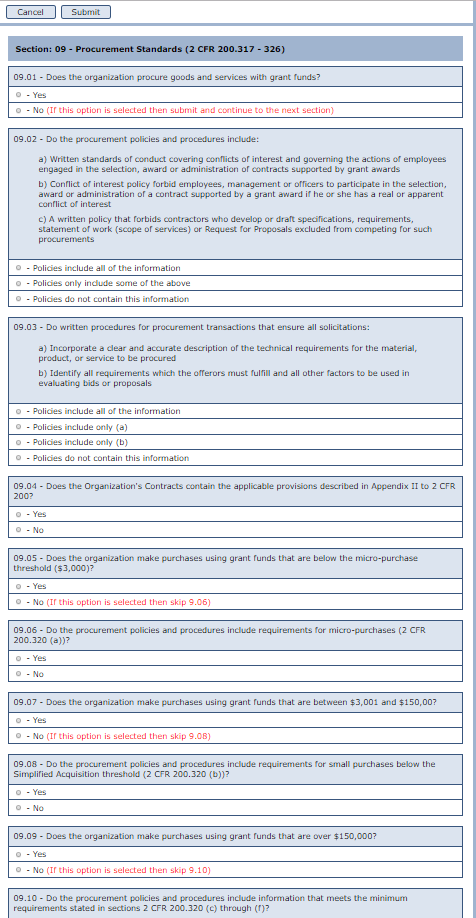 Cancel Submit
Section: 09 - Procurement Standards (2 CFR 200.317 - 326)
09.01 - Does the organization procure goods and services with grant funds?
- Yes
- No (If this option is selected then submit and continue to the next section)
09.02 - Do the procurement policies and procedures include:
a) Written standards of conduct covering conflicts of interest and governing the actions of employees
engaged in the selection, award or administration of contracts supported by grant awards
b) Conflict of interest policy forbid employees, management or officers to participate in the selection,
award or administration of a contract supported by a grant award if he or she has a real or apparent
conflict of interest
c) A written policy that forbids contractors who develop or draft specifications, requirements,
statement of work (scope of services) or Request for Proposals excluded from competing for such
procurements
- Policies include all of the information
- Policies only include some of the above
- Policies do not contain this information
09.03 - Do written procedures for procurement transactions that ensure all solicitations:
a) Incorporate a clear and accurate description of the technical requirements for the material,
product, or service to be procured
b) Identify all requirements which the offerors must fulfill and all other factors to be used in
evaluating bids or proposals
- Policies include all of the information
- Policies include only (a)
- Policies include only (b)
- Policies do not contain this information
09.04 - Does the Organization's Contracts contain the applicable provisions described in Appendix II to 2 CFR
200?
- Yes
- No
09.05 - Does the organization make purchases using grant funds that are below the micro-purchase
threshold ($3,000)?
- Yes
- No (If this option is selected then skip 9.06)
09.06 - Do the procurement policies and procedures include requirements for micro-purchases (2 CFR
200.320 (a))?
- Yes
- No
09.07 - Does the organization make purchases using grant funds that are between $3,001 and $150,00?
- Yes
- No (If this option is selected then skip 9.08)
09.08 - Do the procurement policies and procedures include requirements for small purchases below the
Simplified Acquisition threshold (2 CFR 200.320 (b))?
- Yes
- No
09.09 - Does the organization make purchases using grant funds that are over $150,000?
- Yes
- No (If this option is selected then skip 9.10)
09.10 - Do the procurement policies and procedures include information that meets the minimum
requirements stated in sections 2 CFR 200.320 (c) through (f)?